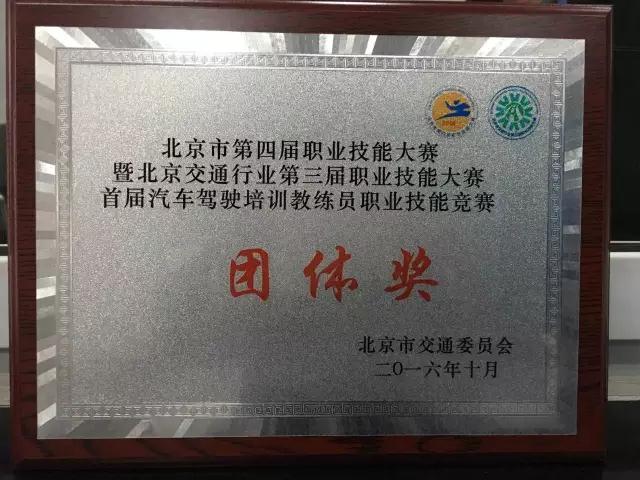 北京市第四届职业技能大赛
暨北京交通行业第三届职业技能大赛
首届汽车驾驶培训教练员职业技能竞赛
团体奖
北京市交通委员会
二〇一六年十月